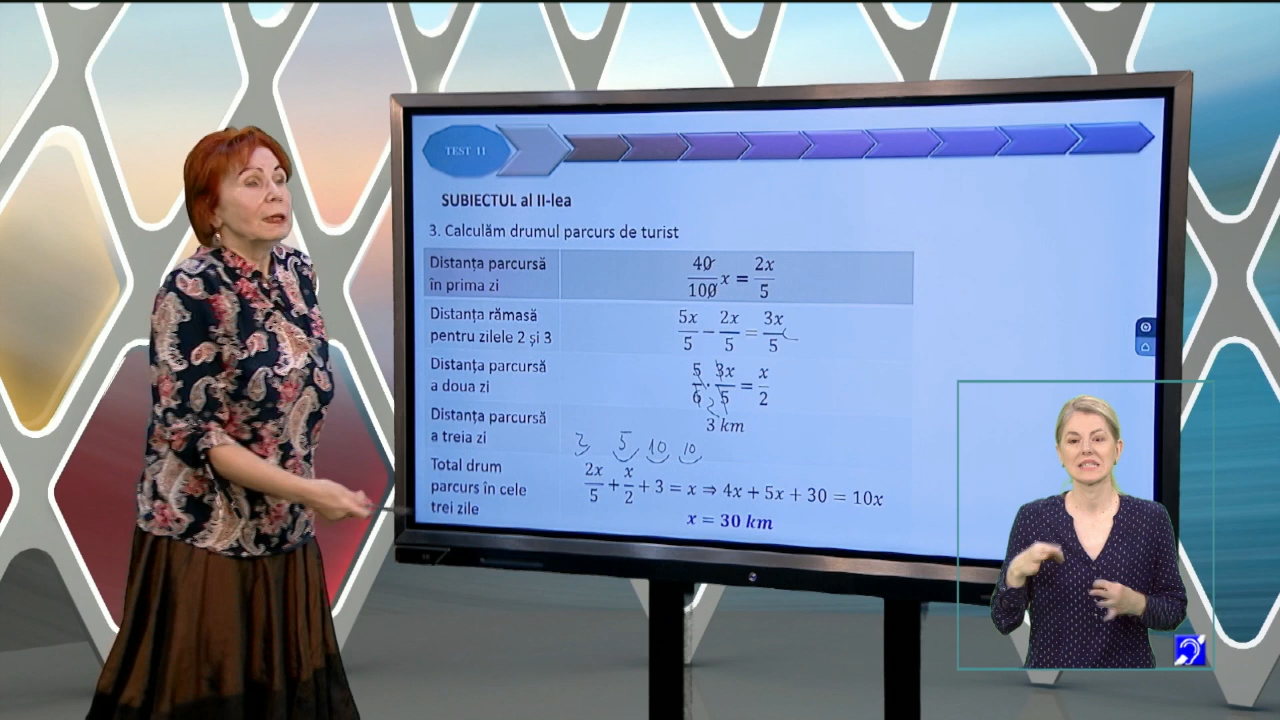 TEST 11
SUBIECTUL al II-lea
3. Calculăm drumul parcurs de turist
Distanța parcursă
în prima zi
40/100 x = 2x/5
Distanța rămasă
pentru zilele 2 și 3
5x/5 − 2x/5 = 3x/5
Distanța parcursă
a doua zi
5/6 · 3x/5 = x/2
2
Distanța parcursă
a treia zi
3 km
5 10 10
Total drum
parcurs în cele
trei zile
2x/5 + x/2 + 3 = x ⇒ 4x + 5x + 30 = 10x
x = 30 km